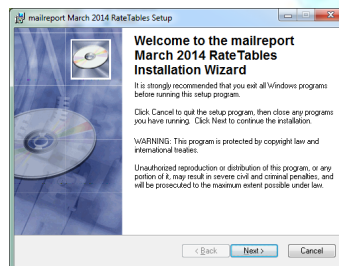 mailreport March 2014 RateTables Setup
Welcome to the mailreport
March 2014 RateTables
Installation Wizard
It is strongly recommended that you exit all Windows programs
before running this setup program.
Click Cancel to quit the setup program, then close any programs
you have running. Click Next to continue the installation.
WARNING: This program is protected by copyright law and
international treaties.
Unauthorized reproduction or distribution of this program, or any
portion of it, may result in severe civil and criminal penalties, and
will be prosecuted to the maximum extent possible under law.
< Back Next > Cancel